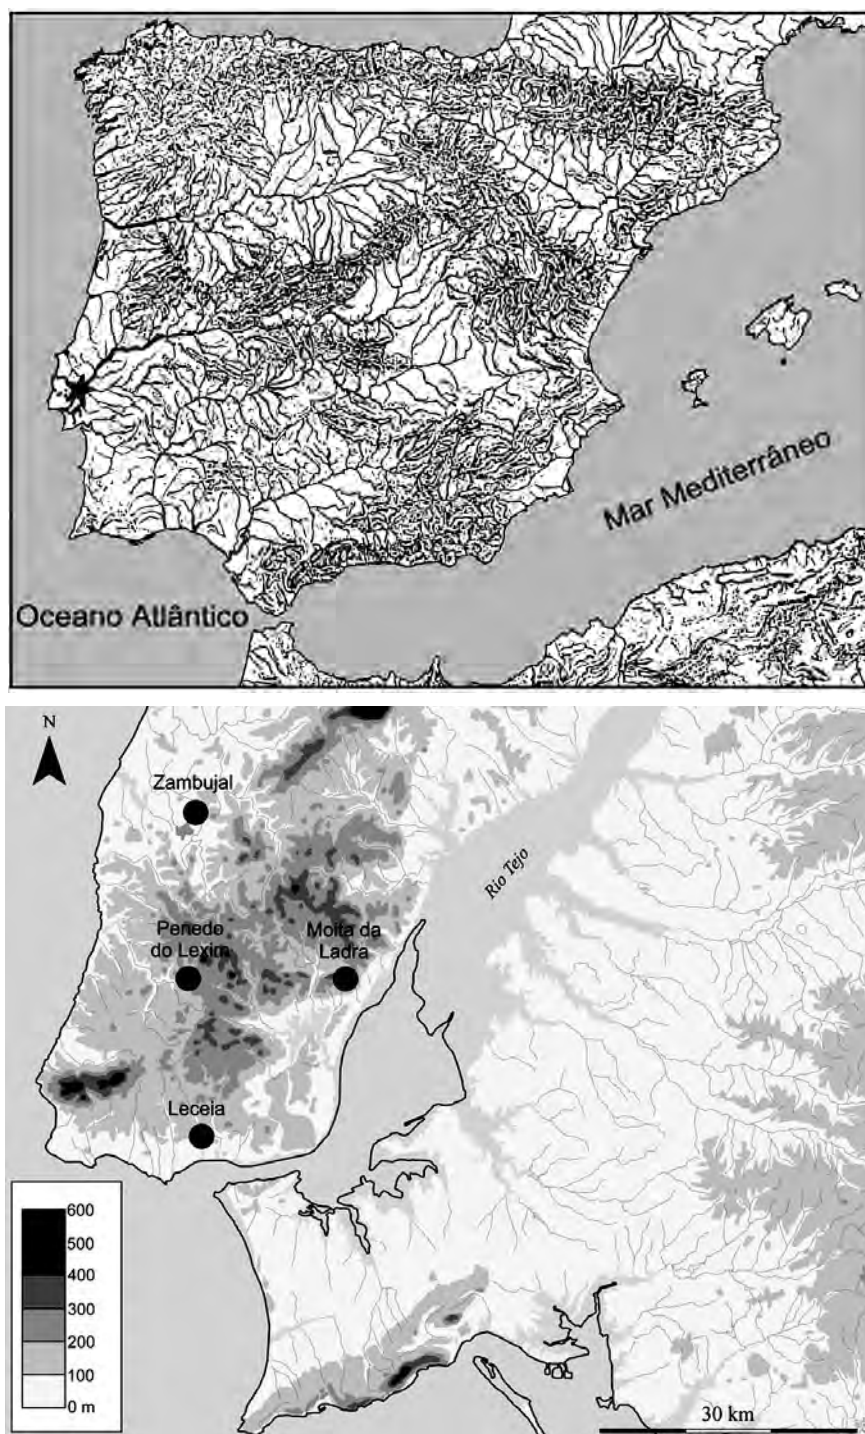 Mar Mediterrâneo
Oceano Atlântico
N
Zambujal
Rio Tejo
Penedo
do Lexim
Moita da
Ladra
Leceia
600
500
400
300
200
100
0 m
30 km